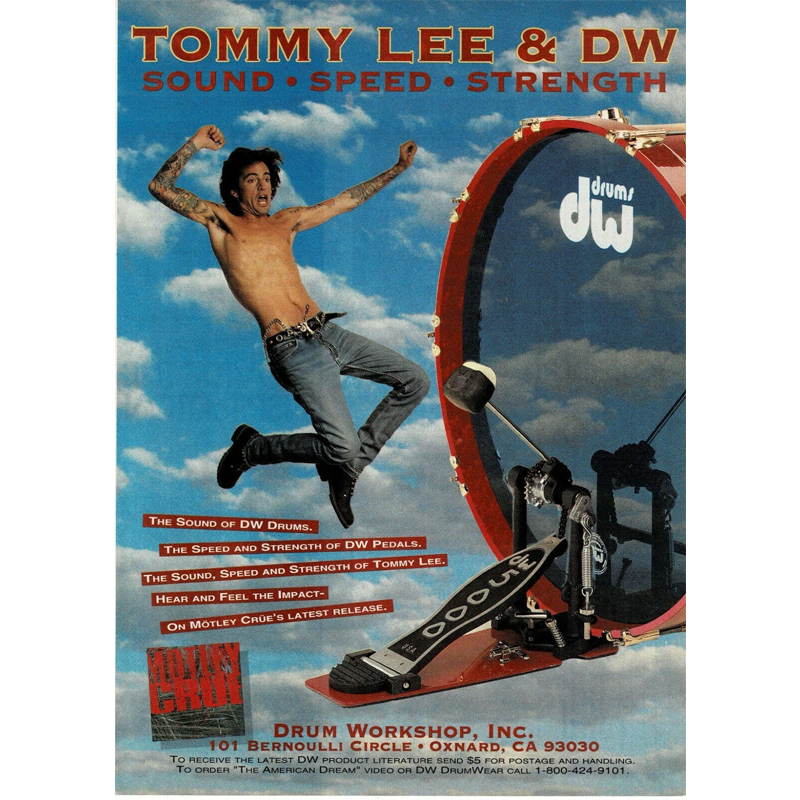 TOMMY LEE & DW
SOUND • SPEED • STRENGTH
drums
dw
THE SOUND OF DW DRUMS.
THE SPEED AND STRENGTH OF DW PEDALS.
THE SOUND, SPEED AND STRENGTH OF TOMMY LEE.
HEAR AND FEEL THE IMPACT-
ON MÖTLEY CRÜE'S LATEST RELEASE.
dw
5000
USA
MÖTLEY
CRÜE
DRUM WORKSHOP, INC.
101 BERNOULLI CIRCLE • OXNARD, CA 93030
TO RECEIVE THE LATEST DW PRODUCT LITERATURE SEND $5 FOR POSTAGE AND HANDLING.
TO ORDER "THE AMERICAN DREAM" VIDEO OR DW DRUMWEAR CALL 1-800-424-9101.